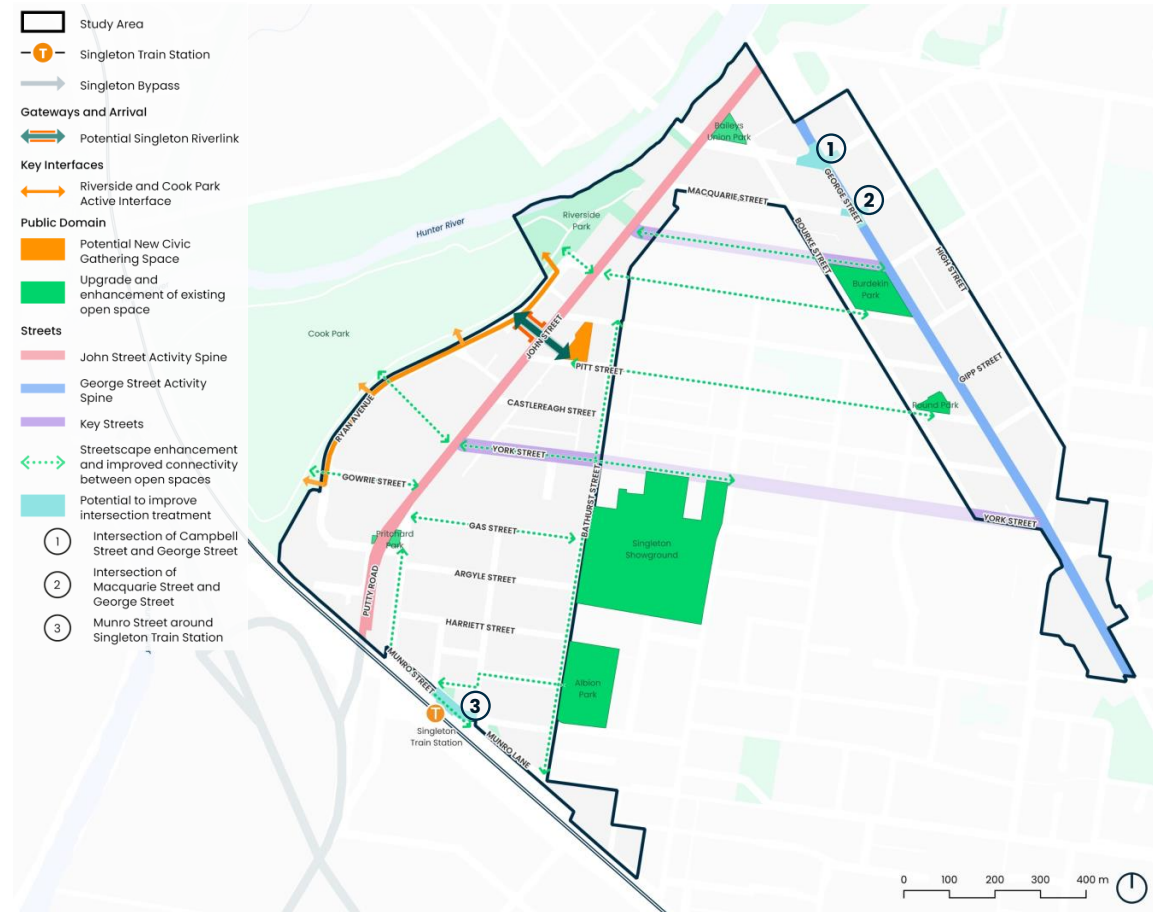 Study Area
T
Singleton Train Station
Singleton Bypass
Gateways and Arrival
Potential Singleton Riverlink
Key Interfaces
Riverside and Cook Park
Active Interface
Public Domain
Potential New Civic
Gathering Space
Upgrade and
enhancement of existing
open space
Streets
John Street Activity Spine
George Street Activity
Spine
Key Streets
Streetscape enhancement
and improved connectivity
between open spaces
Potential to improve
intersection treatment
1
Intersection of Campbell
Street and George Street
2
Intersection of
Macquarie Street and
George Street
3
Munro Street around
Singleton Train Station
Baileys
Union Park
1
GEORGE STREET
2
MACQUARIE STREET
Riverside
Park
Hunter River
BOURKE STREET
HIGH STREET
Burdekin
Park
Cook Park
JOHN STREET
PITT STREET
GIPP STREET
Round Park
CASTLEREAGH STREET
RYAN AVENUE
YORK STREET
GOWRIE STREET
BATHURST STREET
YORK STREET
GAS STREET
Pritchard
Park
Singleton
Showground
ARGYLE STREET
PUTTY ROAD
HARRIETT STREET
MUNRO STREET
Albion
Park
3
T
Singleton
Train Station
MUNRO LANE
0 100 200 300 400 m